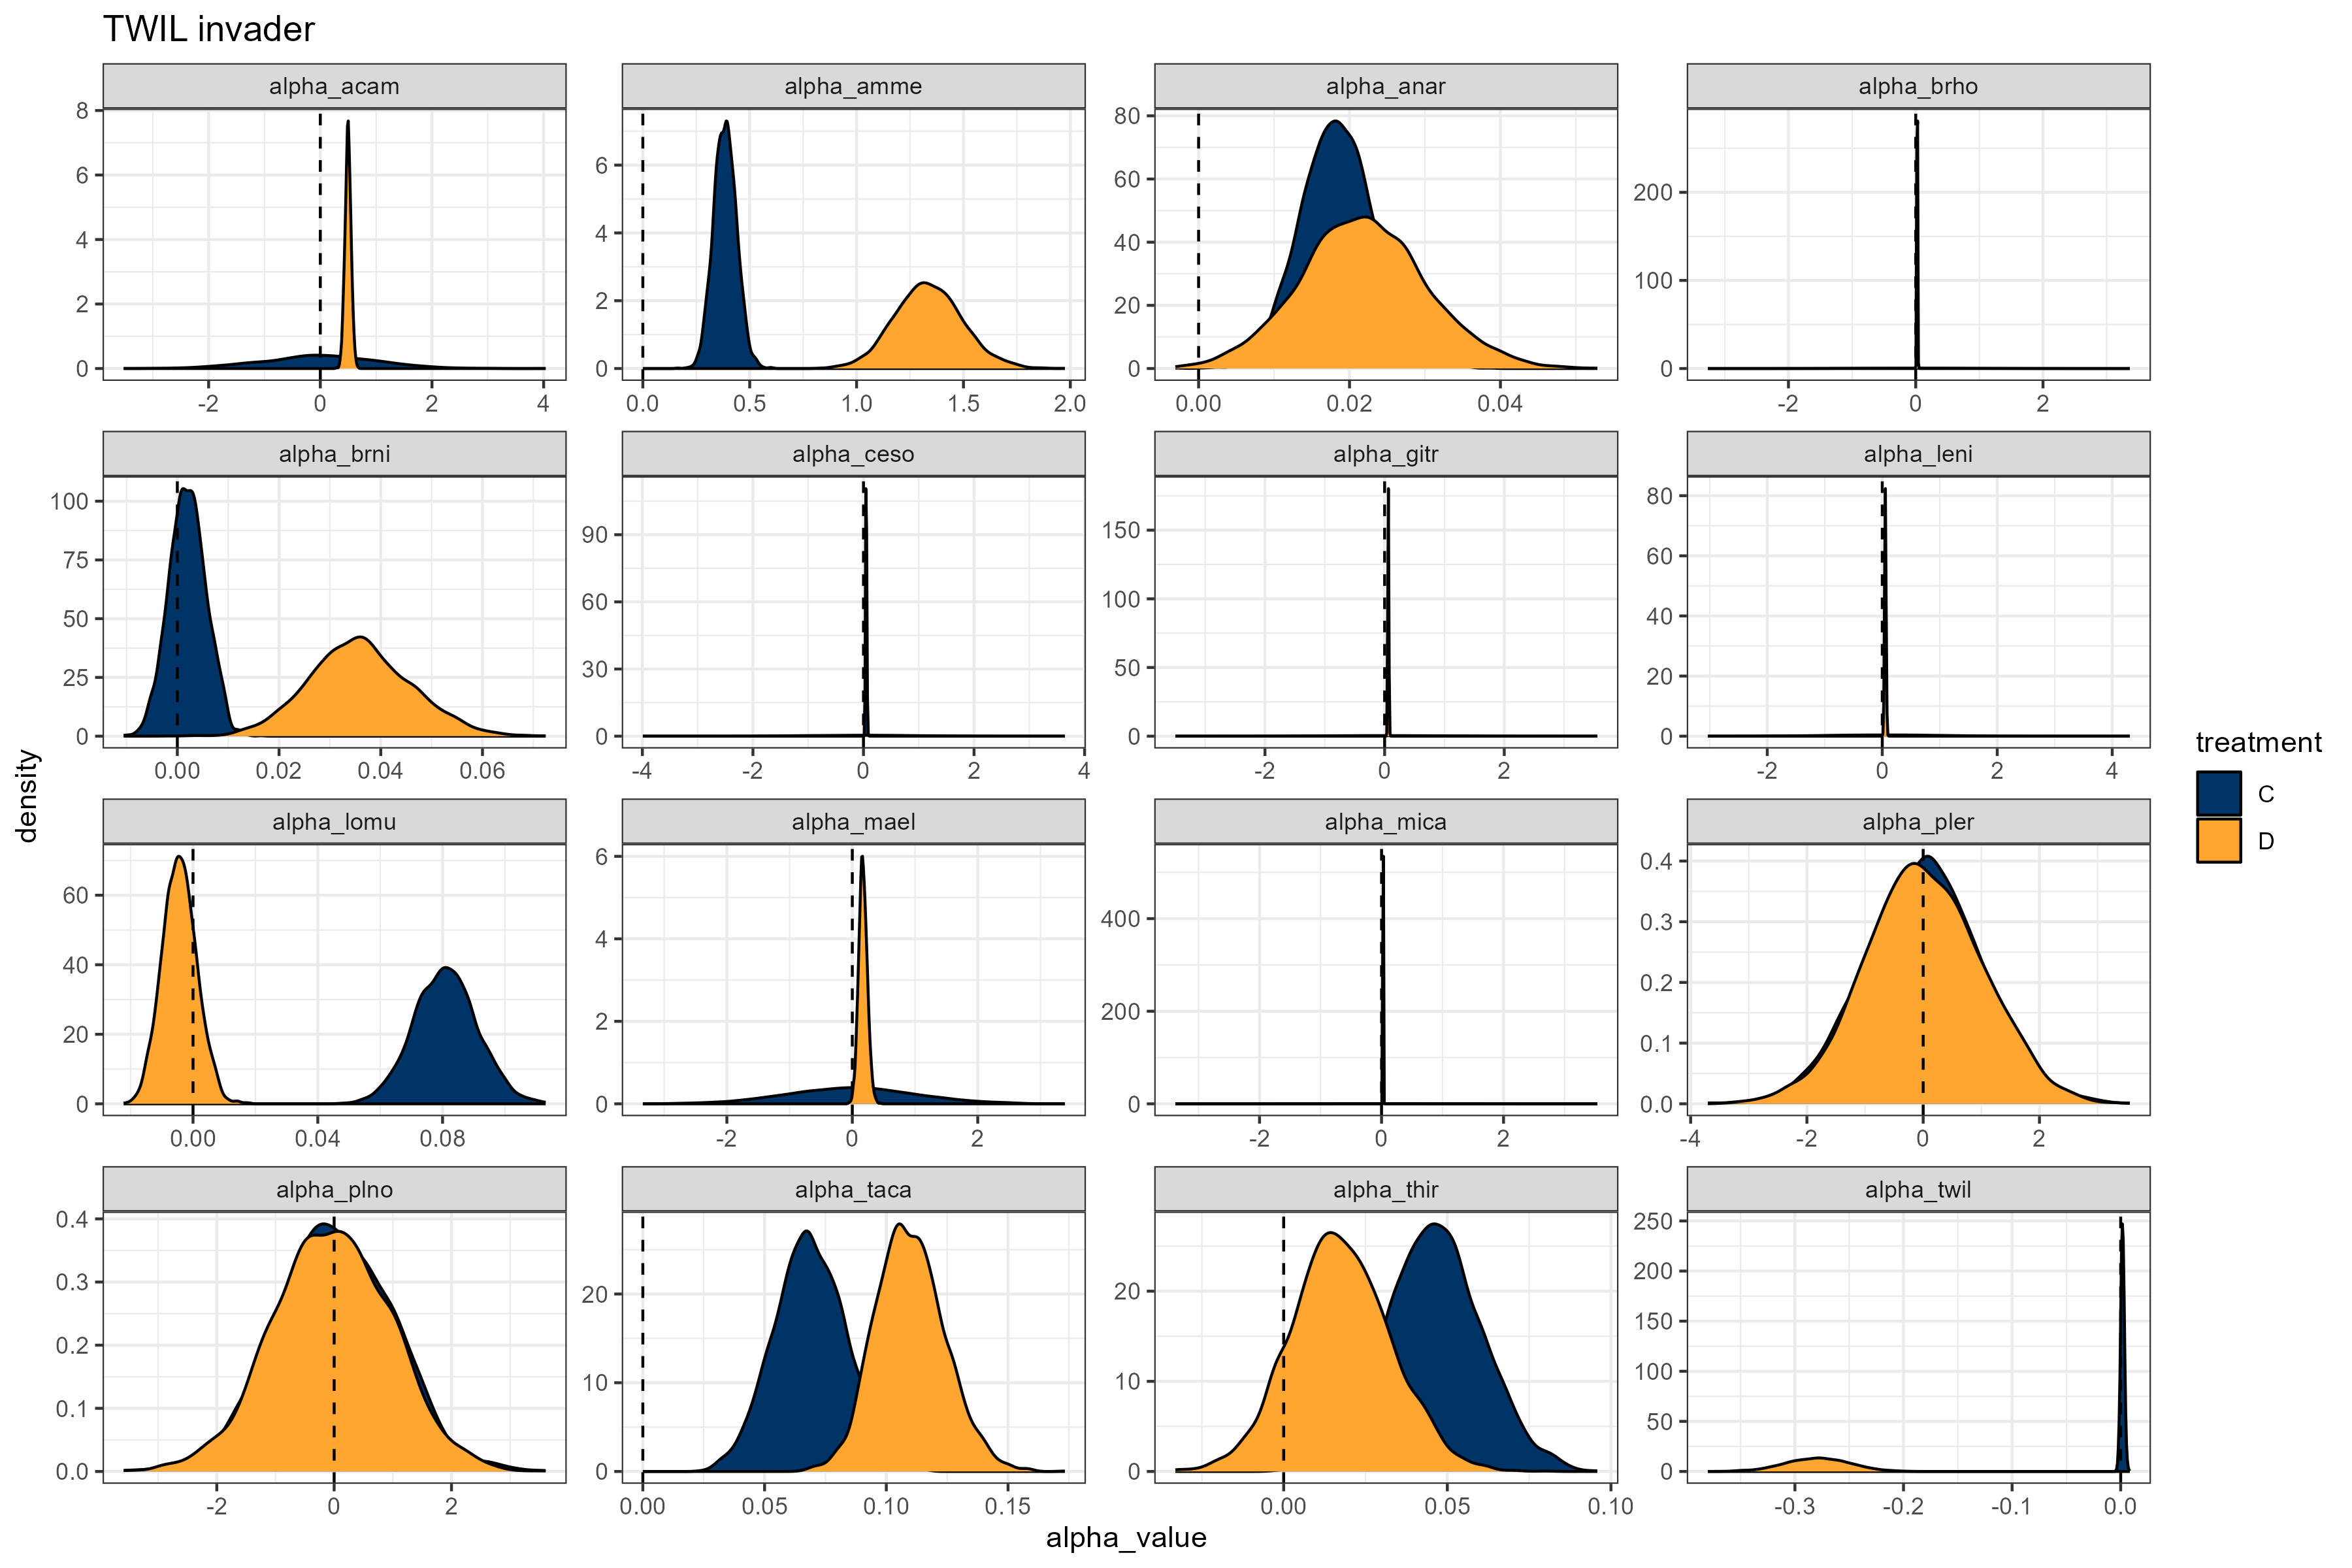 TWIL invader
alpha_acam alpha_amme alpha_anar alpha_brho
8 6 4 2 0
-2 0 2 4
6 4 2 0
0.0 0.5 1.0 1.5 2.0
80 60 40 20 0
0.00 0.02 0.04
200 100 0
-2 0 2
alpha_brni alpha_ceso alpha_gitr alpha_leni
100 75 50 25 0
0.00 0.02 0.04 0.06
90 60 30 0
-4 -2 0 2 4
150 100 50 0
-2 0 2
80 60 40 20 0
-2 0 2 4
alpha_lomu alpha_mael alpha_mica alpha_pler
60 40 20 0
0.00 0.04 0.08
6 4 2 0
-2 0 2
400 200 0
-2 0 2
0.4 0.3 0.2 0.1 0.0
-4 -2 0 2
alpha_plno alpha_taca alpha_thir alpha_twil
0.4 0.3 0.2 0.1 0.0
-2 0 2
20 10 0
0.00 0.05 0.10 0.15
20 10 0
0.00 0.05 0.10
250 200 150 100 50 0
-0.3 -0.2 -0.1 0.0
density
alpha_value
treatment
C
D